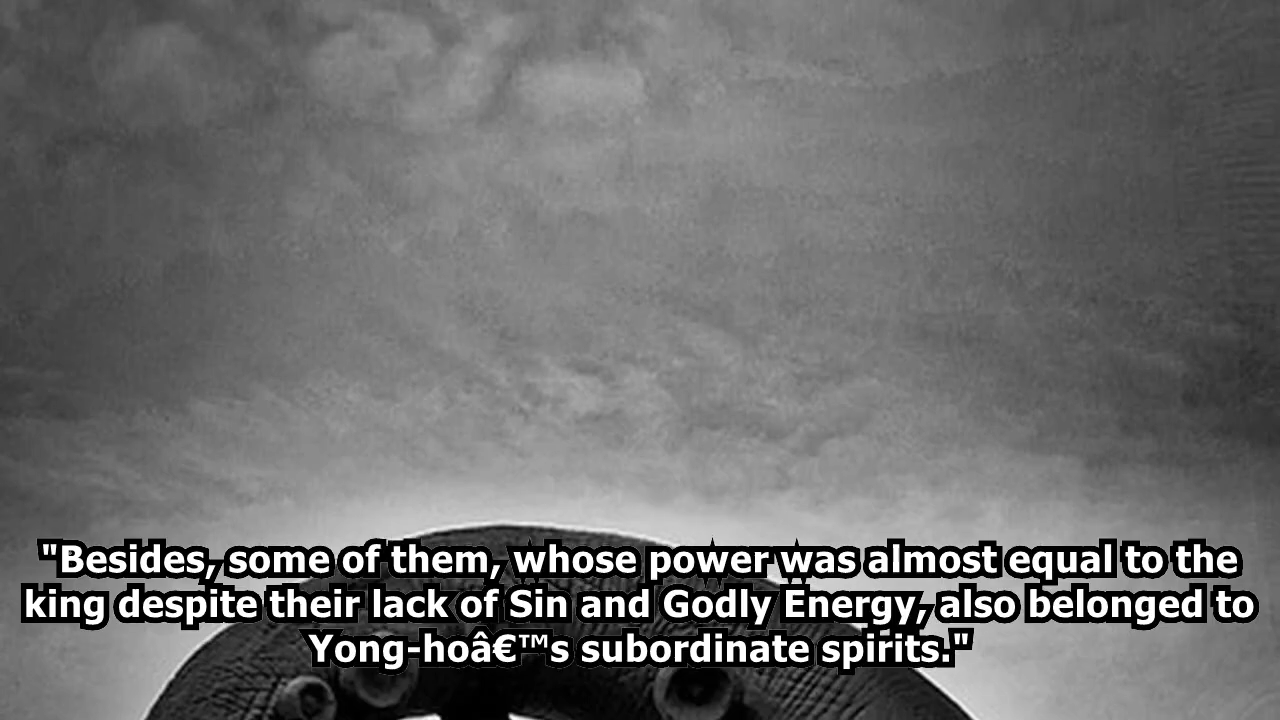 "Besides, some of them, whose power was almost equal to the
king despite their lack of Sin and Godly Energy, also belonged to
Yong-hoâ€™s subordinate spirits."